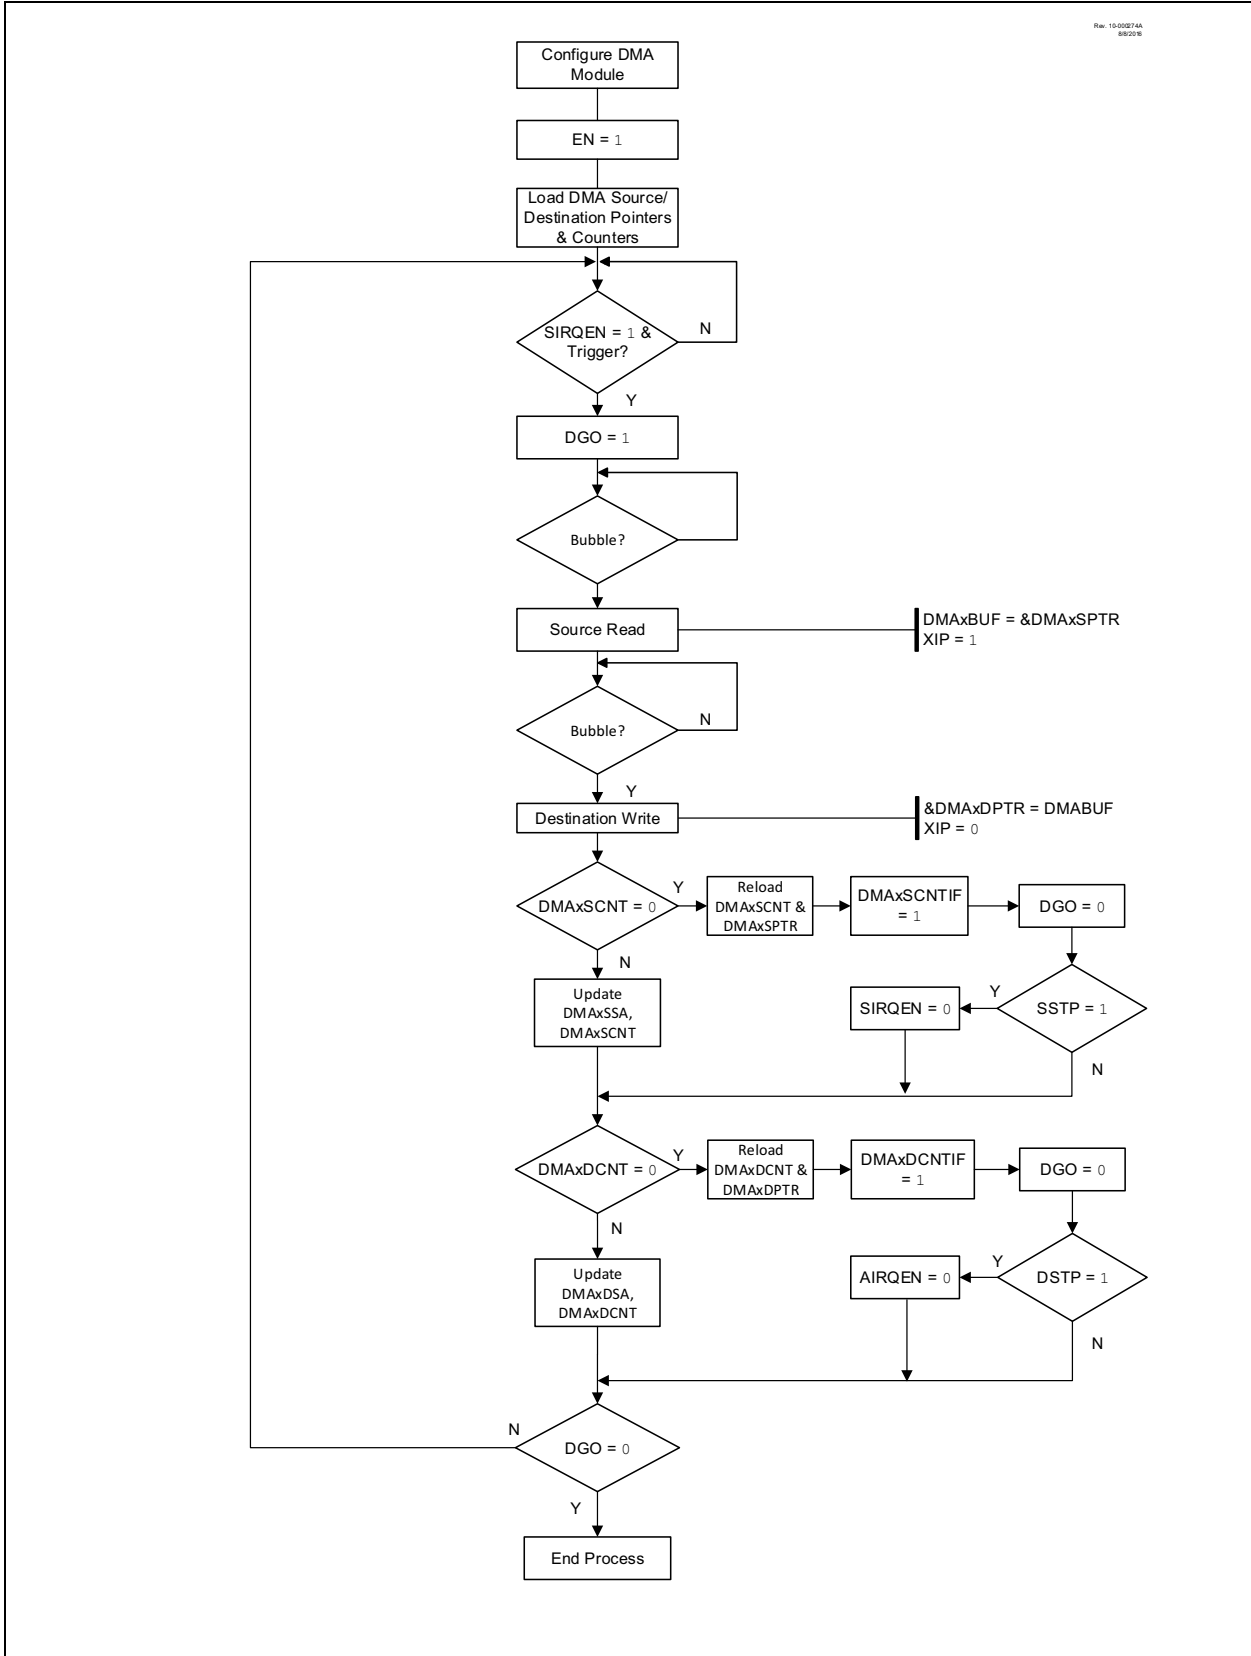 Rev. 10-000274A
8/8/2016
Configure DMA
Module
EN = 1
Load DMA Source/
Destination Pointers
& Counters
SIRQEN = 1 &
Trigger?
N
Y
DGO = 1
Bubble?
Source Read
DMAxBUF = &DMAxSPTR
XIP = 1
Bubble?
N
Y
Destination Write
&DMAxDPTR = DMABUF
XIP = 0
DMAxSCNT = 0
Y
Reload
DMAxSCNT &
DMAxSPTR
DMAxSCNTIF
= 1
DGO = 0
N
Update
DMAxSSA,
DMAxSCNT
SIRQEN = 0
Y
SSTP = 1
N
DMAxDCNT = 0
Y
Reload
DMAxDCNT &
DMAxDPTR
DMAxDCNTIF
= 1
DGO = 0
N
Update
DMAxDSA,
DMAxDCNT
AIRQEN = 0
Y
DSTP = 1
N
N
DGO = 0
Y
End Process